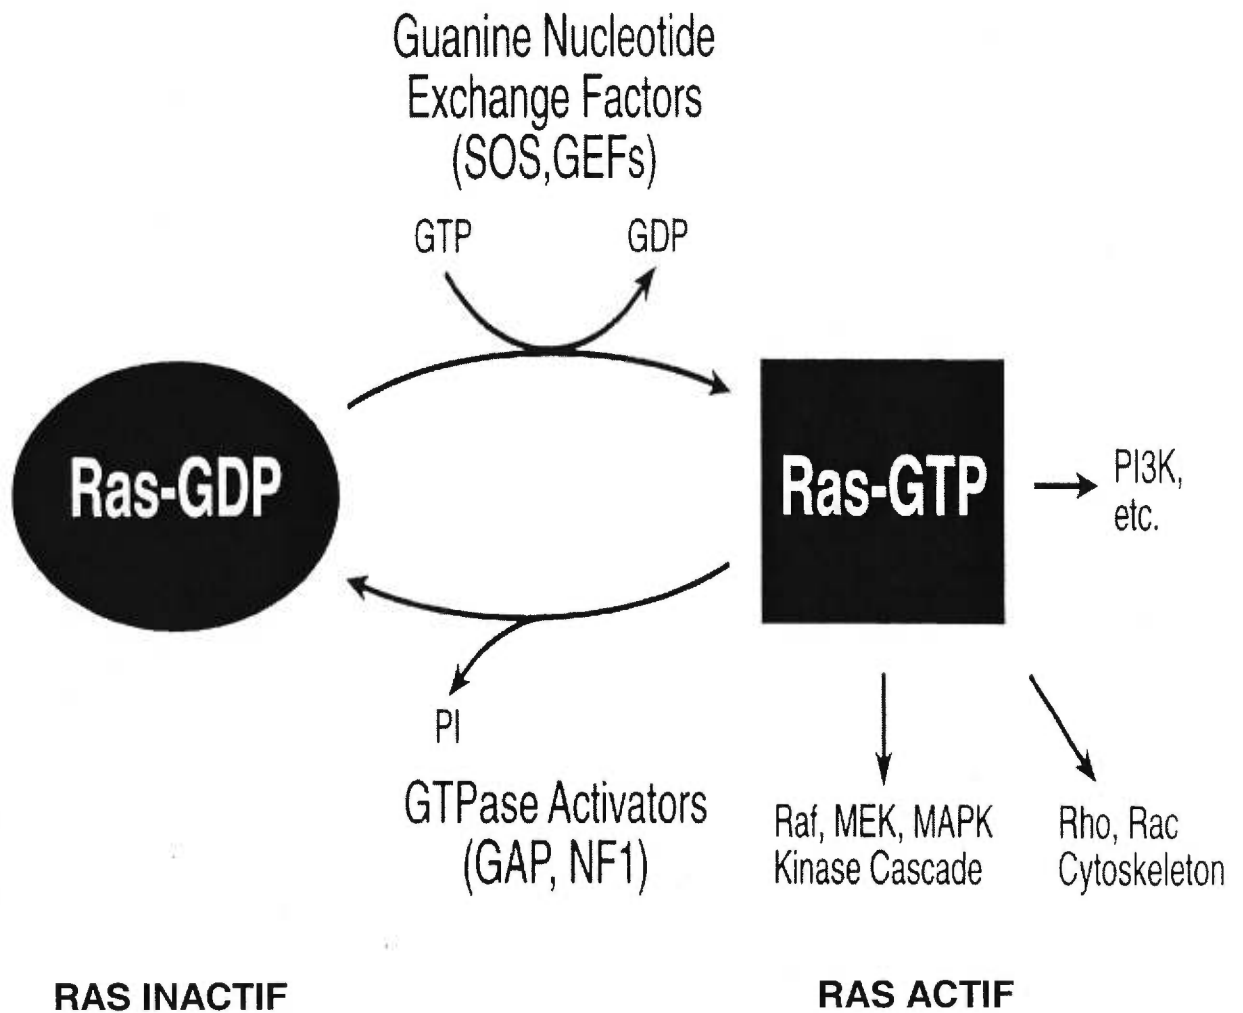 Guanine Nucleotide
Exchange Factors
(SOS,GEFs)
GTP
GDP
Ras-GDP
Ras-GTP
PI3K,
etc.
PI
GTPase Activators
(GAP, NF1)
Raf, MEK, MAPK
Kinase Cascade
Rho, Rac
Cytoskeleton
RAS INACTIF
RAS ACTIF